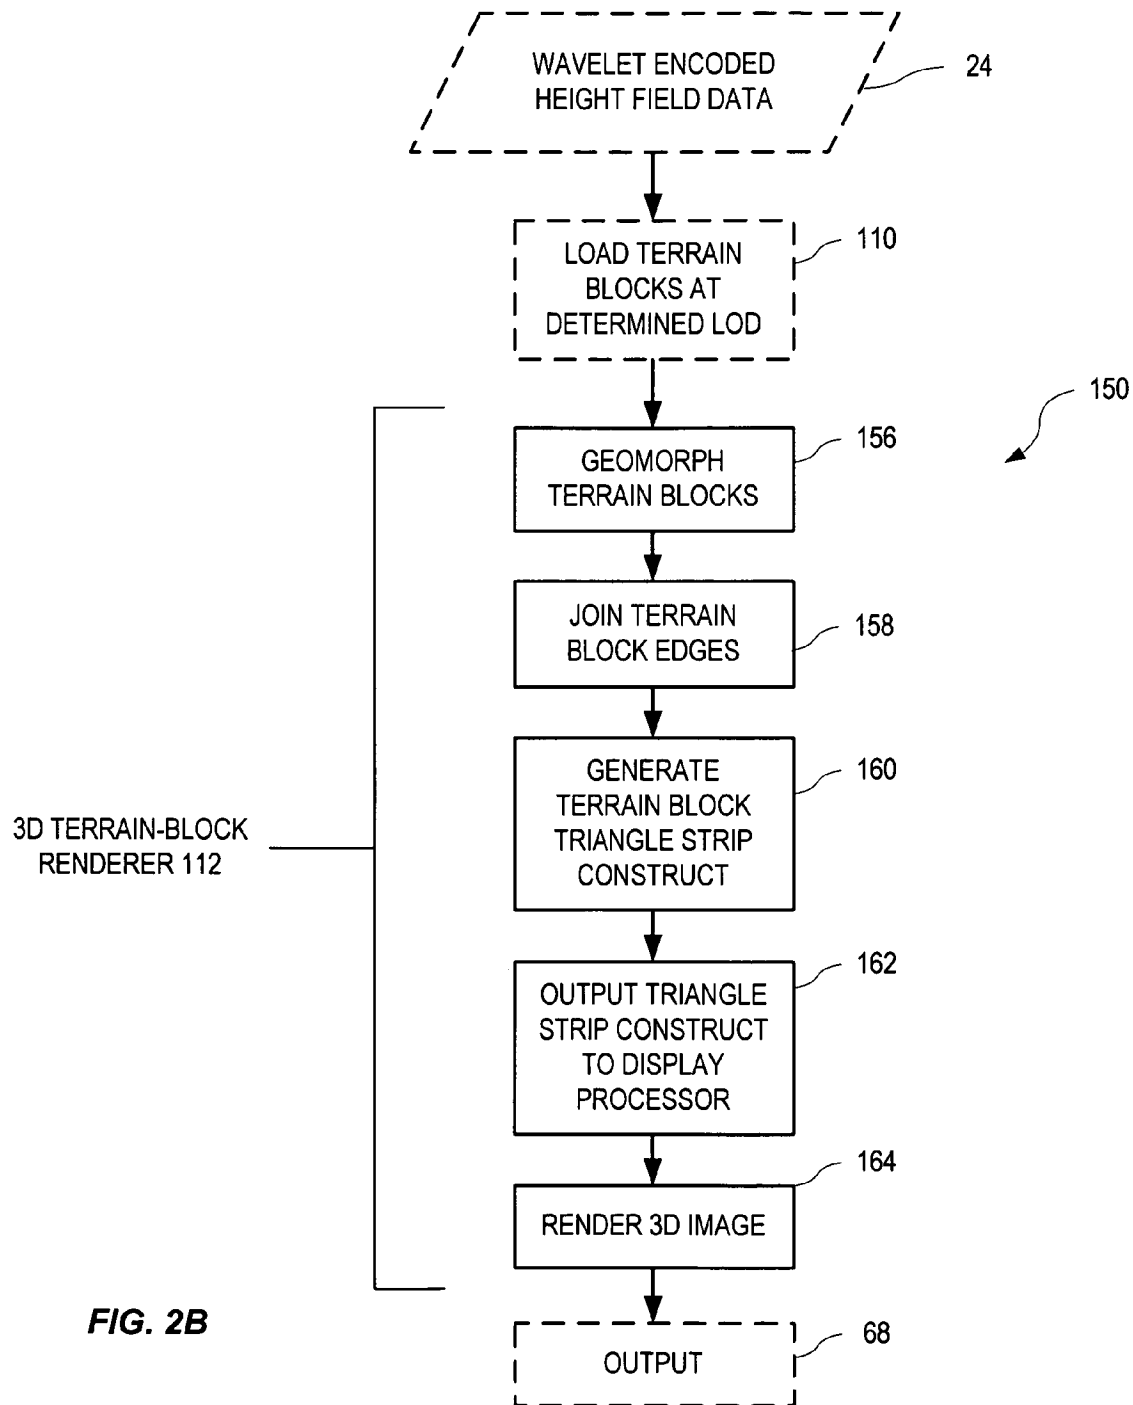 WAVELET ENCODED
HEIGHT FIELD DATA
24
LOAD TERRAIN
BLOCKS AT
DETERMINED LOD
110
150
GEOMORPH
TERRAIN BLOCKS
156
JOIN TERRAIN
BLOCK EDGES
158
GENERATE
TERRAIN BLOCK
TRIANGLE STRIP
CONSTRUCT
160
3D TERRAIN-BLOCK
RENDERER 112
OUTPUT TRIANGLE
STRIP CONSTRUCT
TO DISPLAY
PROCESSOR
162
RENDER 3D IMAGE
164
FIG. 2B
OUTPUT
68